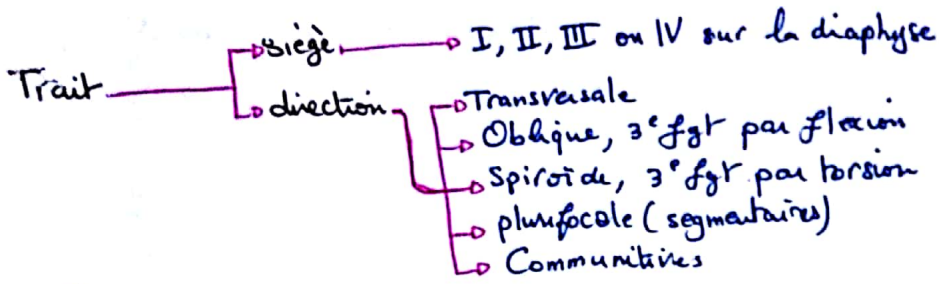 siège I, II, III ou IV sur la diaphyse
Trait
direction Transversale
Oblique, 3e fgt par flexion
Spiroïde, 3e fgt par torsion
plurifocale (segmentaires)
Communitives